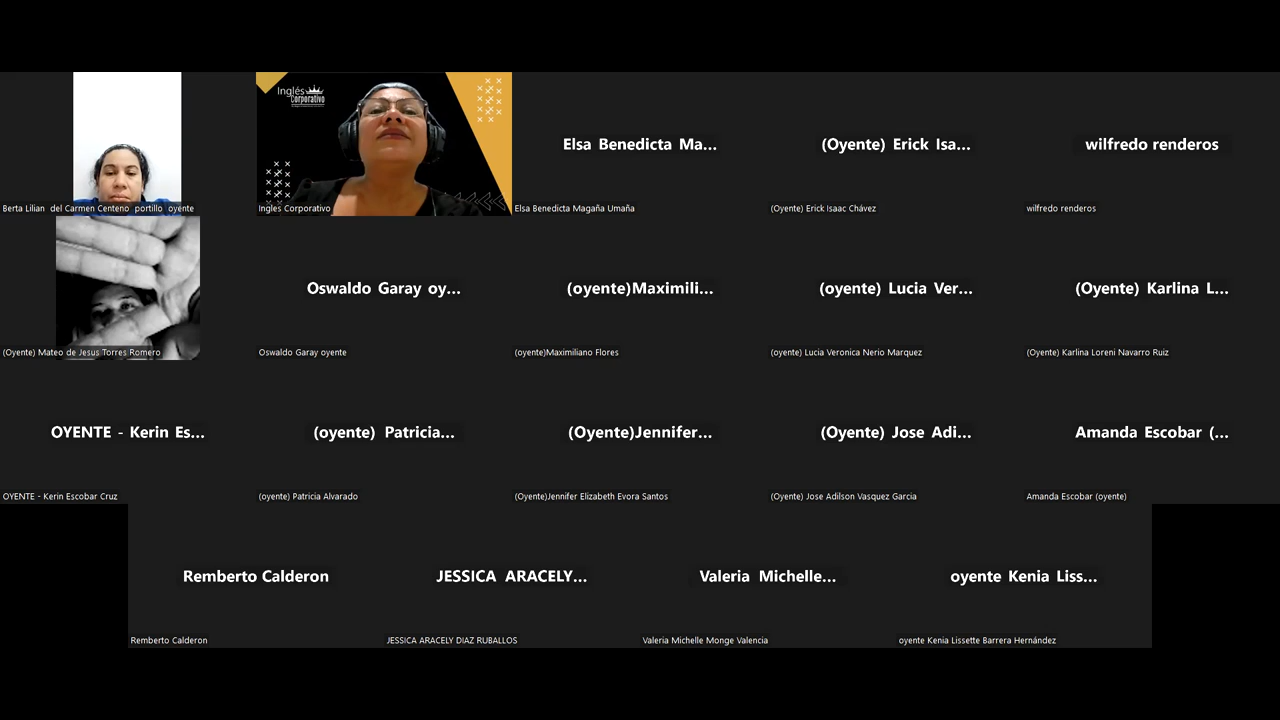 Inglés
Corporativo
Elsa Benedicta Ma...
(Oyente) Erick Isa...
wilfredo renderos
Berta Lilian del Carmen Centeno portillo oyente
Ingles Corporativo
Elsa Benedicta Magaña Umaña
(Oyente) Erick Isaac Chávez
wilfredo renderos
Oswaldo Garay oy...
(oyente)Maximili...
(oyente) Lucia Ver...
(Oyente) Karlina L...
(Oyente) Mateo de Jesus Torres Romero
Oswaldo Garay oyente
(oyente)Maximiliano Flores
(oyente) Lucia Veronica Nerio Marquez
(Oyente) Karlina Loreni Navarro Ruiz
OYENTE - Kerin Es...
(oyente) Patricia...
(Oyente)Jennifer...
(Oyente) Jose Adi...
Amanda Escobar (...
OYENTE - Kerin Escobar Cruz
(oyente) Patricia Alvarado
(Oyente)Jennifer Elizabeth Evora Santos
(Oyente) Jose Adilson Vasquez Garcia
Amanda Escobar (oyente)
Remberto Calderon
JESSICA ARACELY...
Valeria Michelle...
oyente Kenia Liss...
Remberto Calderon
JESSICA ARACELY DIAZ RUBALLOS
Valeria Michelle Monge Valencia
oyente Kenia Lissette Barrera Hernández